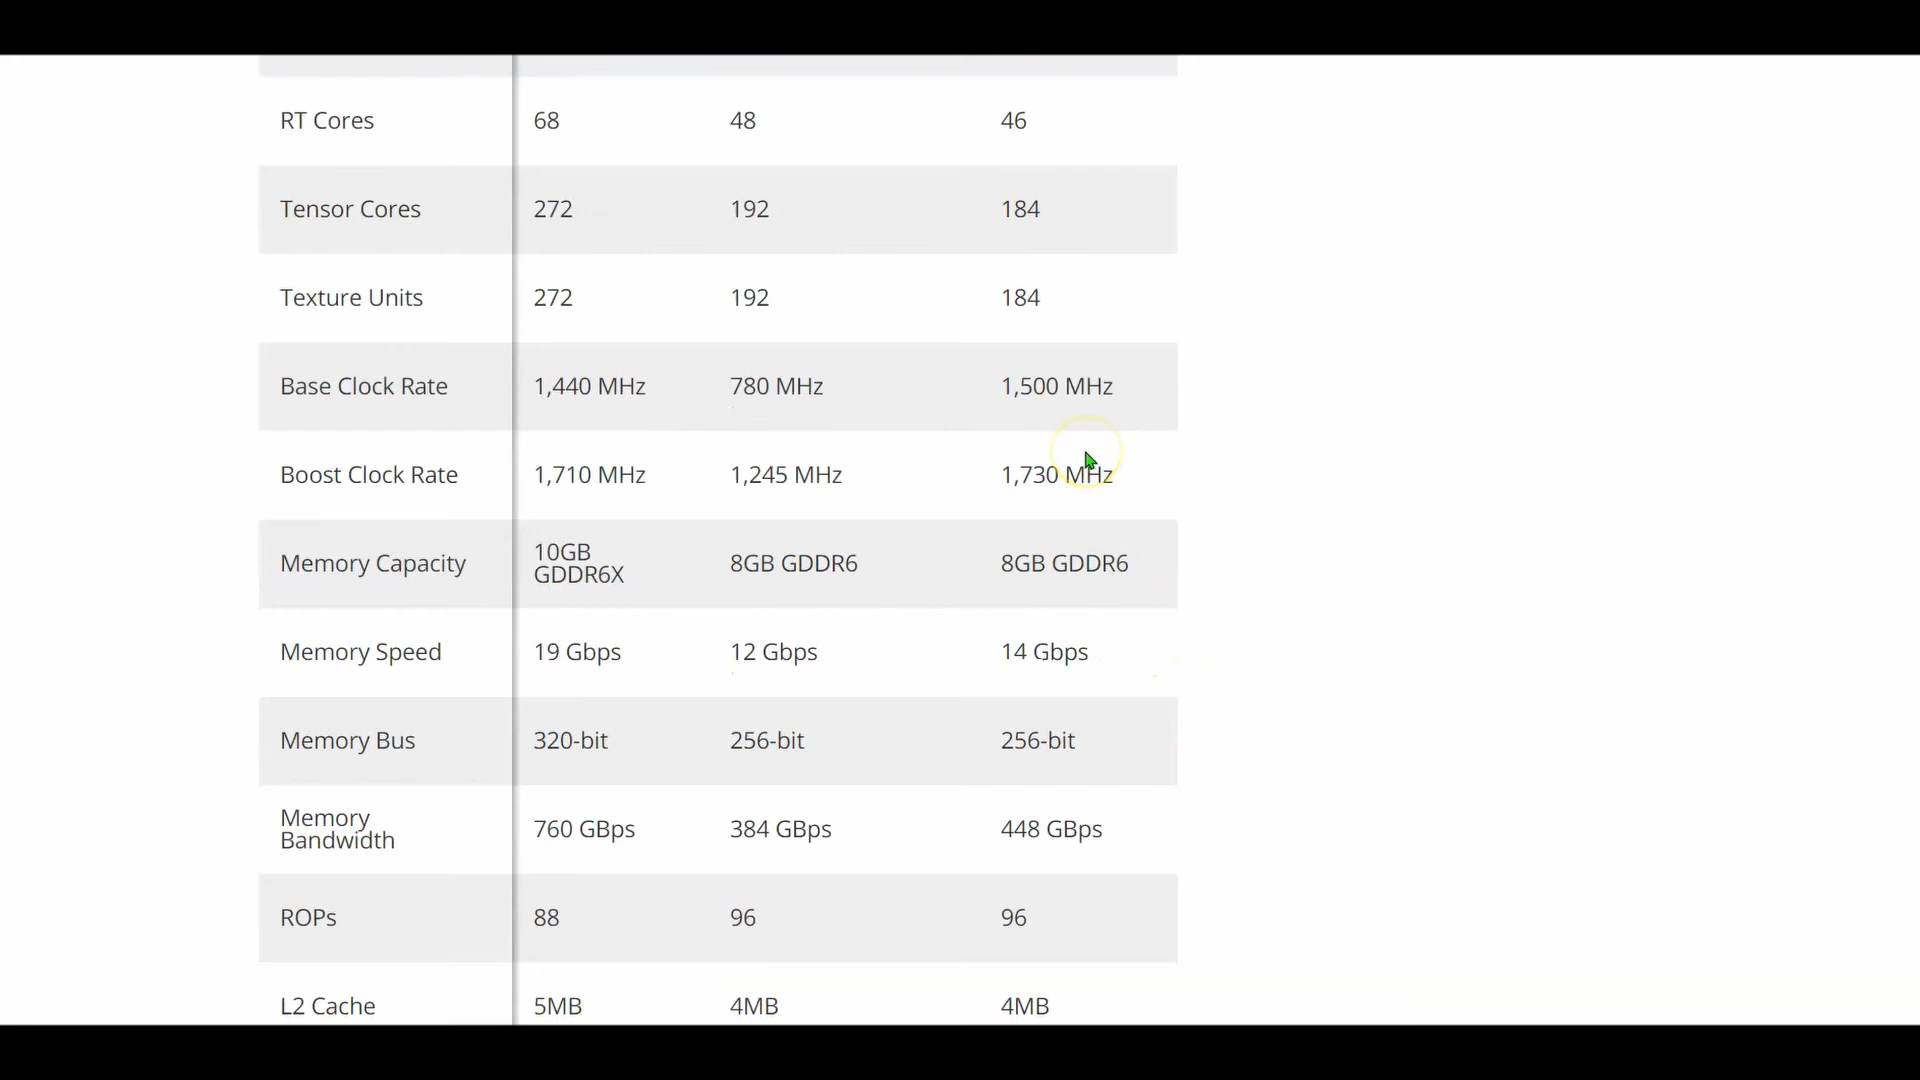 RT Cores 68 48 46
Tensor Cores 272 192 184
Texture Units 272 192 184
Base Clock Rate 1,440 MHz 780 MHz 1,500 MHz
Boost Clock Rate 1,710 MHz 1,245 MHz 1,730 MHz
Memory Capacity 10GB GDDR6X 8GB GDDR6 8GB GDDR6
Memory Speed 19 Gbps 12 Gbps 14 Gbps
Memory Bus 320-bit 256-bit 256-bit
Memory Bandwidth 760 GBps 384 GBps 448 GBps
ROPs 88 96 96
L2 Cache 5MB 4MB 4MB